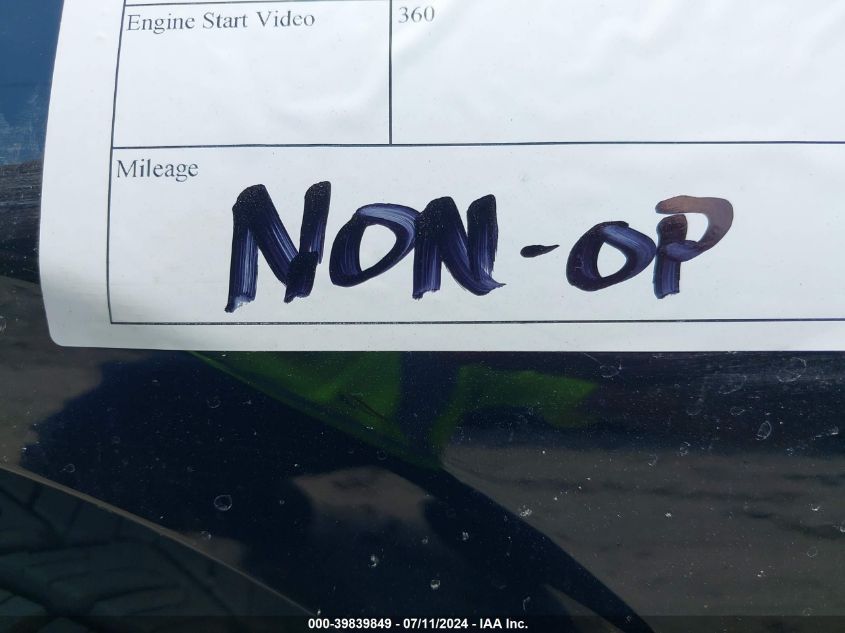 Engine Start Video
360
Mileage
NON-OP
000-39839849 - 07/11/2024 - IAA Inc.